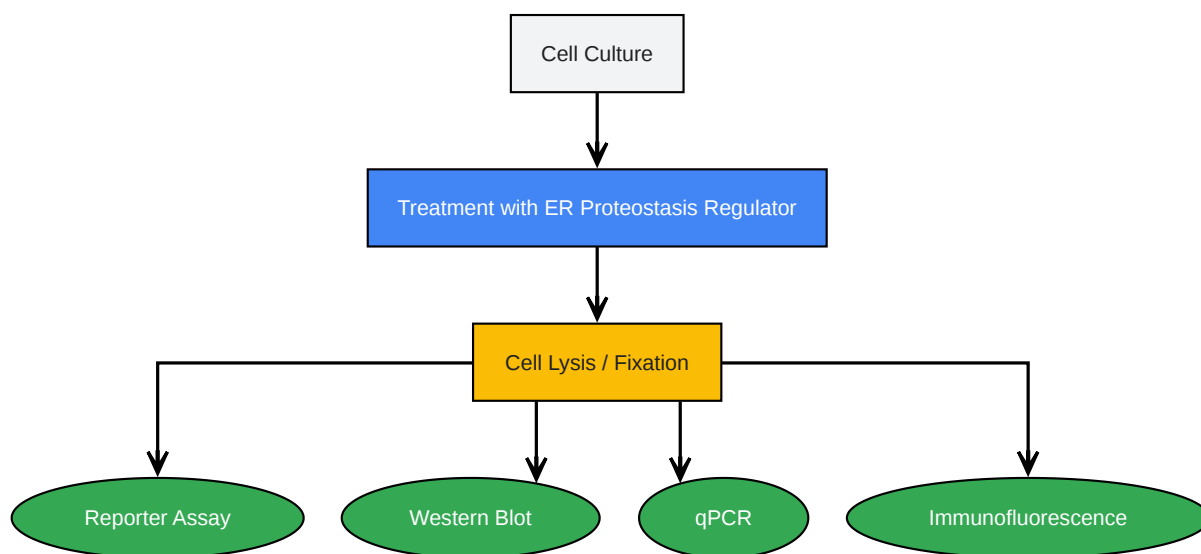 Cell Culture
Treatment with ER Proteostasis Regulator
Cell Lysis / Fixation
Reporter Assay
Western Blot
qPCR
Immunofluorescence